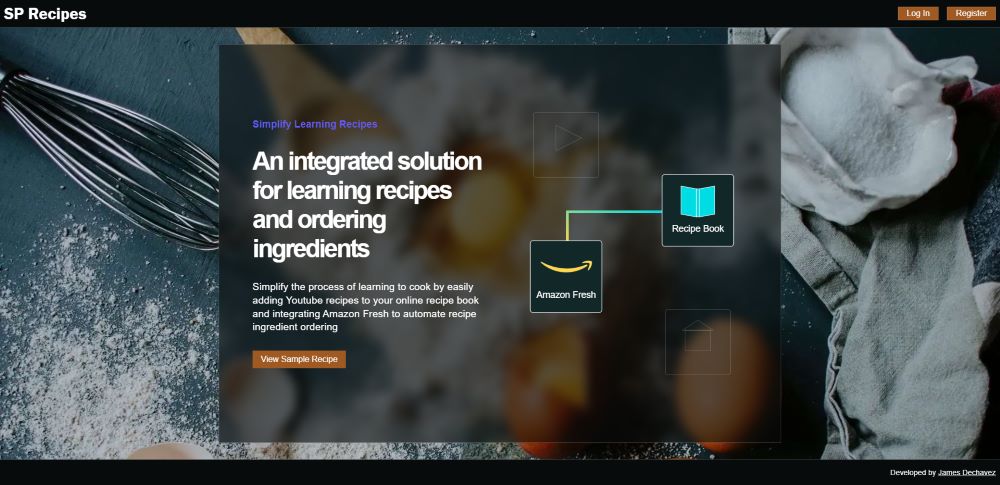 SP Recipes
Log In
Register
Simplify Learning Recipes
An integrated solution
for learning recipes
and ordering
ingredients
Simplify the process of learning to cook by easily
adding Youtube recipes to your online recipe book
and integrating Amazon Fresh to automate recipe
ingredient ordering
View Sample Recipe
Recipe Book
Amazon Fresh
Developed by James Dechavez